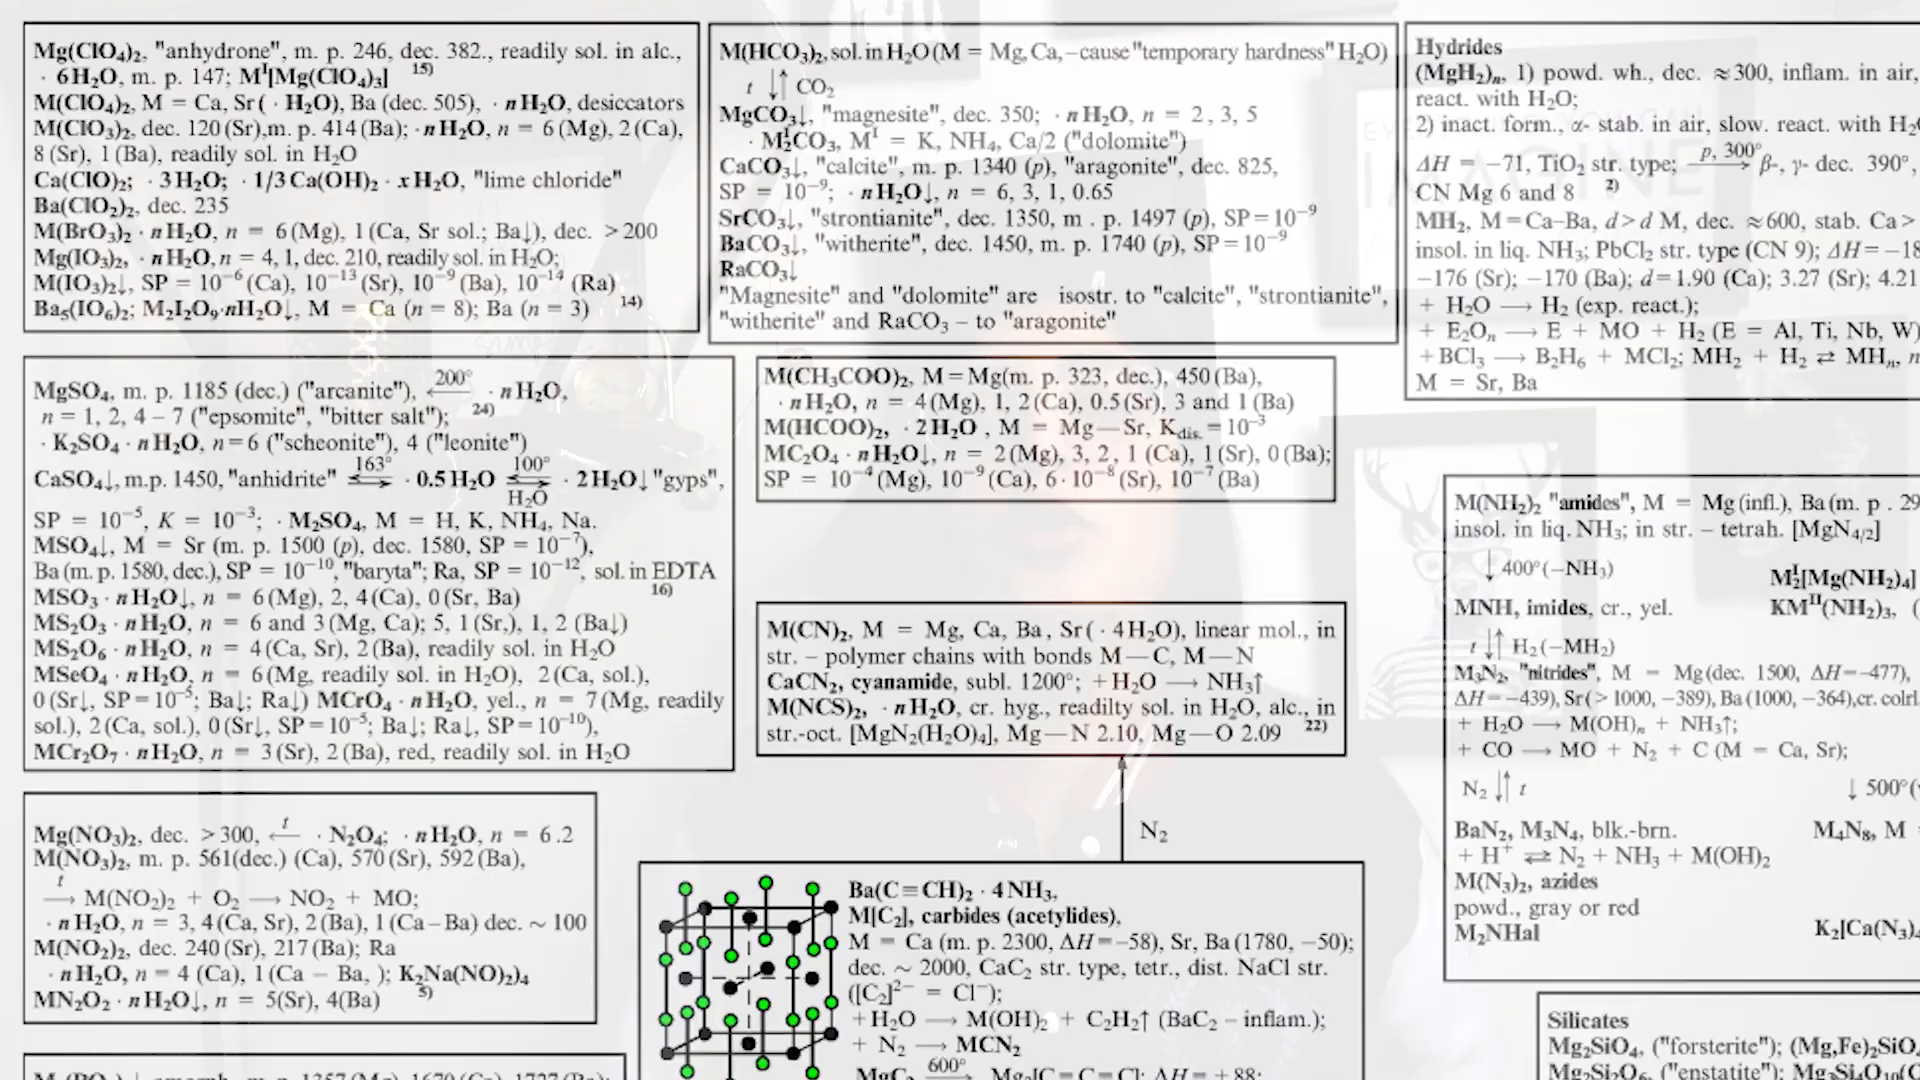 Mg(ClO₄)₂, "anhydrone", m. p. 246, dec. 382., readily sol. in alc.,
· 6H₂O, m. p. 147; Mᴵ[Mg(ClO₄)₃] 15)
M(ClO₄)₂, M = Ca, Sr( · H₂O), Ba (dec. 505), · nH₂O, desiccators
M(ClO₃)₂, dec. 120 (Sr),m. p. 414 (Ba); · nH₂O, n = 6 (Mg), 2 (Ca),
8 (Sr), 1 (Ba), readily sol. in H₂O
Ca(ClO)₂; · 3H₂O; · 1/3Ca(OH)₂ · xH₂O, "lime chloride"
Ba(ClO₂)₂, dec. 235
M(BrO₃)₂ · nH₂O, n = 6 (Mg), 1 (Ca, Sr sol.; Ba↓), dec. >200
Mg(IO₃)₂, · nH₂O, n = 4, 1, dec. 210, readily sol. in H₂O;
M(IO₃)₂↓, SP = 10⁻⁶ (Ca), 10⁻¹³ (Sr), 10⁻⁹ (Ba), 10⁻¹⁴ (Ra)
Ba₅(IO₆)₂; M₂I₂O₉·nH₂O↓, M = Ca (n = 8); Ba (n = 3) 14)
M(HCO₃)₂, sol. in H₂O (M = Mg, Ca, –cause "temporary hardness" H₂O)
t ↓↑ CO₂
MgCO₃↓, "magnesite", dec. 350; · nH₂O, n = 2, 3, 5
· Mᴵ₂CO₃, Mᴵ = K, NH₄, Ca/2 ("dolomite")
CaCO₃↓, "calcite", m. p. 1340 (p), "aragonite", dec. 825,
SP = 10⁻⁹; · nH₂O↓, n = 6, 3, 1, 0.65
SrCO₃↓, "strontianite", dec. 1350, m . p. 1497 (p), SP=10⁻⁹
BaCO₃↓, "witherite", dec. 1450, m. p. 1740 (p), SP=10⁻⁹
RaCO₃↓
"Magnesite" and "dolomite" are isostr. to "calcite", "strontianite",
"witherite" and RaCO₃ – to "aragonite"
Hydrides
(MgH₂)ₙ, 1) powd. wh., dec. ≈300, inflam. in air,
react. with H₂O;
2) inact. form., α- stab. in air, slow. react. with H₂O
ΔH = −71, TiO₂ str. type; p, 300° → β-, γ- dec. 390°,
CN Mg 6 and 8 2)
MH₂, M=Ca–Ba, d>d M, dec. ≈600, stab. Ca>
insol. in liq. NH₃; PbCl₂ str. type (CN 9); ΔH=−18
−176 (Sr); −170 (Ba); d=1.90 (Ca); 3.27 (Sr); 4.21
+ H₂O → H₂ (exp. react.);
+ E₂Oₙ → E + MO + H₂ (E = Al, Ti, Nb, W)
+BCl₃ → B₂H₆ + MCl₂; MH₂ + H₂ ⇄ MHₙ, n
M = Sr, Ba
MgSO₄, m. p. 1185 (dec.) ("arcanite"), ← 200° · nH₂O,
n = 1, 2, 4 – 7 ("epsomite", "bitter salt"); 24)
· K₂SO₄ · nH₂O, n=6 ("scheonite"), 4 ("leonite")
CaSO₄↓, m.p. 1450, "anhidrite" 163° ⇄ · 0.5H₂O 100° ⇄ H₂O · 2H₂O↓ "gyps",
SP = 10⁻⁵, K = 10⁻³; · M₂SO₄, M = H, K, NH₄, Na.
MSO₄↓, M = Sr (m. p. 1500 (p), dec. 1580, SP = 10⁻⁷),
Ba (m. p. 1580, dec.), SP = 10⁻¹⁰, "baryta"; Ra, SP = 10⁻¹², sol. in EDTA
MSO₃ · nH₂O↓, n = 6 (Mg), 2, 4 (Ca), 0 (Sr, Ba) 16)
MS₂O₃ · nH₂O, n = 6 and 3 (Mg, Ca); 5, 1 (Sr,), 1, 2 (Ba↓)
MS₂O₆ · nH₂O, n = 4 (Ca, Sr), 2 (Ba), readily sol. in H₂O
MSeO₄ · nH₂O, n = 6 (Mg, readily sol. in H₂O), 2 (Ca, sol.),
0 (Sr↓, SP=10⁻⁵; Ba↓; Ra↓) MCrO₄ · nH₂O, yel., n = 7 (Mg, readily
sol.), 2 (Ca, sol.), 0 (Sr↓, SP=10⁻⁵; Ba↓; Ra↓, SP=10⁻¹⁰),
MCr₂O₇ · nH₂O, n = 3 (Sr), 2 (Ba), red, readily sol. in H₂O
M(CH₃COO)₂, M=Mg(m. p. 323, dec.), 450 (Ba),
· nH₂O, n = 4 (Mg), 1, 2 (Ca), 0.5 (Sr), 3 and 1 (Ba)
M(HCOO)₂, · 2H₂O , M = Mg—Sr, K dis. = 10⁻³
MC₂O₄ · nH₂O↓, n = 2 (Mg), 3, 2, 1 (Ca), 1 (Sr), 0 (Ba);
SP = 10⁻⁴ (Mg), 10⁻⁹ (Ca), 6·10⁻⁸ (Sr), 10⁻⁷ (Ba)
M(CN)₂, M = Mg, Ca, Ba, Sr ( · 4H₂O), linear mol., in
str. – polymer chains with bonds M—C, M—N
CaCN₂, cyanamide, subl. 1200°; +H₂O → NH₃↑
M(NCS)₂, · nH₂O, cr. hyg., readilty sol. in H₂O, alc., in
str.-oct. [MgN₂(H₂O)₄], Mg—N 2.10, Mg—O 2.09 22)
N₂
M(NH₂)₂ "amides", M = Mg (infl.), Ba (m. p . 29
insol. in liq. NH₃; in str. – tetrah. [MgN₄/₂]
↓ 400° (−NH₃) Mᴵ₂[Mg(NH₂)₄]
MNH, imides, cr., yel. KMᴵᴵ(NH₂)₃, (
t ↓↑ H₂ (−MH₂)
M₃N₂, "nitrides", M = Mg (dec. 1500, ΔH=−477),
ΔH=−439), Sr (>1000, −389), Ba (1000, −364), cr. colrl
+ H₂O → M(OH)ₙ + NH₃↑;
+ CO → MO + N₂ + C (M = Ca, Sr);
N₂ ↓↑ t ↓ 500° (
BaN₂, M₃N₄, blk.-brn. M₄N₈, M
+ H⁺ ⇄ N₂ + NH₃ + M(OH)₂
M(N₃)₂, azides
powd., gray or red K₂[Ca(N₃)₄
M₂NHal
Mg(NO₃)₂, dec. >300, ← t · N₂O₄; · nH₂O, n = 6.2
M(NO₃)₂, m. p. 561(dec.) (Ca), 570 (Sr), 592 (Ba),
t → M(NO₂)₂ + O₂ → NO₂ + MO;
· nH₂O, n = 3, 4 (Ca, Sr), 2 (Ba), 1 (Ca–Ba) dec. ~ 100
M(NO₂)₂, dec. 240 (Sr), 217 (Ba); Ra
· nH₂O, n = 4 (Ca), 1 (Ca – Ba, ); K₂Na(NO)₂)₄
MN₂O₂ · nH₂O↓, n = 5(Sr), 4(Ba) 5)
Ba(C≡CH)₂ · 4NH₃,
M[C₂], carbides (acetylides),
M = Ca (m. p. 2300, ΔH=−58), Sr, Ba (1780, −50);
dec. ~ 2000, CaC₂ str. type, tetr., dist. NaCl str.
([C₂]²⁻ = Cl⁻);
+H₂O → M(OH)₂ + C₂H₂↑ (BaC₂ – inflam.);
+ N₂ → MCN₂
600°
Silicates
Mg₂SiO₄, ("forsterite"); (Mg,Fe)₂SiO₄
Mg₂Si₂O₆, ("enstatite"); Mg₃Si₄O₁₀(